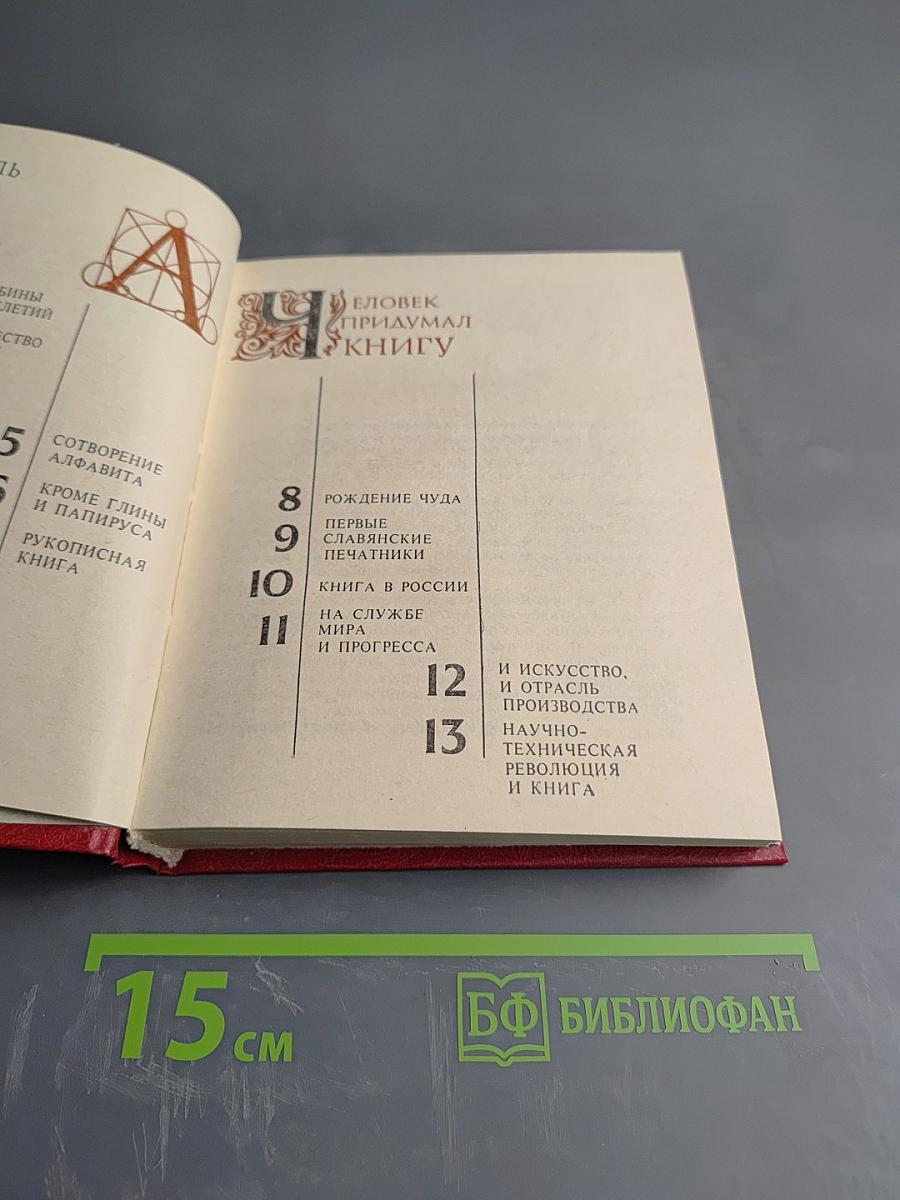 5
СОТВОРЕНИЕ
АЛФАВИТА
КРОМЕ ГЛИНЫ
И ПАПИРУСА
РУКОПИСНАЯ
КНИГА
ЧЕЛОВЕК
ПРИДУМАЛ
КНИГУ
8 РОЖДЕНИЕ ЧУДА
9 ПЕРВЫЕ
СЛАВЯНСКИЕ
ПЕЧАТНИКИ
10 КНИГА В РОССИИ
11 НА СЛУЖБЕ
МИРА
И ПРОГРЕССА
12 И ИСКУССТВО,
И ОТРАСЛЬ
ПРОИЗВОДСТВА
13 НАУЧНО-
ТЕХНИЧЕСКАЯ
РЕВОЛЮЦИЯ
И КНИГА
15 см
БФ БИБЛИОФАН